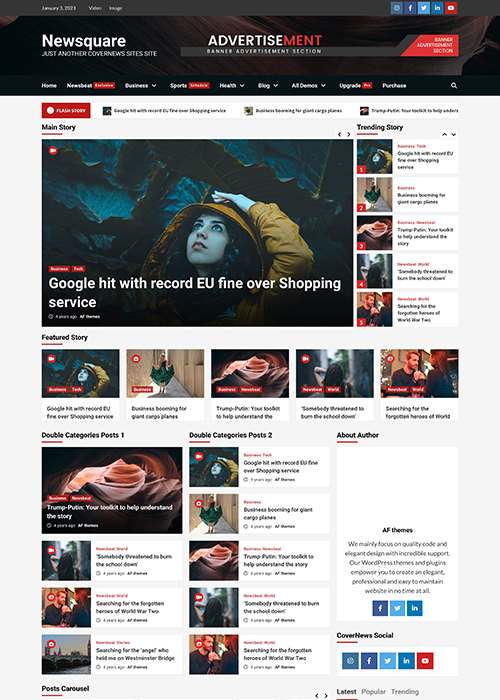 January 3, 2023 Video Image
Newsquare
JUST ANOTHER COVERNEWS SITES SITE
ADVERTISEMENT
BANNER ADVERTISEMENT SECTION
BANNER
ADVERTISEMENT
SECTION
Home Newsbeat Exclusive Business Sports Schedule Health Blog All Demos Upgrade Pro Purchase
FLASH STORY Google hit with record EU fine over Shopping service Business booming for giant cargo planes Trump-Putin: Your toolkit to help unders
Main Story
Business Tech
Google hit with record EU fine over Shopping
service
4 years ago AF themes
Trending Story
1
Business Tech
Google hit with record EU
fine over Shopping
service
2
Business
Business booming for
giant cargo planes
3
Business Newsbeat
Trump-Putin: Your toolkit
to help understand the
story
4
Newsbeat World
'Somebody threatened to
burn the school down'
5
Newsbeat World
Searching for the
forgotten heroes of
World War Two
Featured Story
Business Tech
Google hit with record
EU fine over Shopping
Business
Business booming for
giant cargo planes
Business Newsbeat
Trump-Putin: Your toolkit
to help understand the
Newsbeat World
'Somebody threatened to
burn the school down'
Newsbeat World
Searching for the
forgotten heroes of World
Double Categories Posts 1
Business Newsbeat
Trump-Putin: Your toolkit to help understand
the story
4 years ago AF themes
Newsbeat World
'Somebody threatened to burn
the school down'
4 years ago AF themes
Newsbeat World
Searching for the forgotten
heroes of World War Two
4 years ago AF themes
Newsbeat Stories
Searching for the 'angel' who
held me on Westminster Bridge
4 years ago AF themes
Double Categories Posts 2
Business Tech
Google hit with record EU fine
over Shopping service
4 years ago AF themes
Business
Business booming for giant
cargo planes
4 years ago AF themes
Business Newsbeat
Trump-Putin: Your toolkit to
help understand the story
4 years ago AF themes
Newsbeat World
'Somebody threatened to burn
the school down'
4 years ago AF themes
Newsbeat World
Searching for the forgotten
heroes of World War Two
4 years ago AF themes
About Author
AF themes
We mainly focus on quality code and
elegant design with incredible support.
Our WordPress themes and plugins
empower you to create an elegant,
professional and easy to maintain
website in no time at all.
CoverNews Social
Latest Popular Trending
Posts Carousel